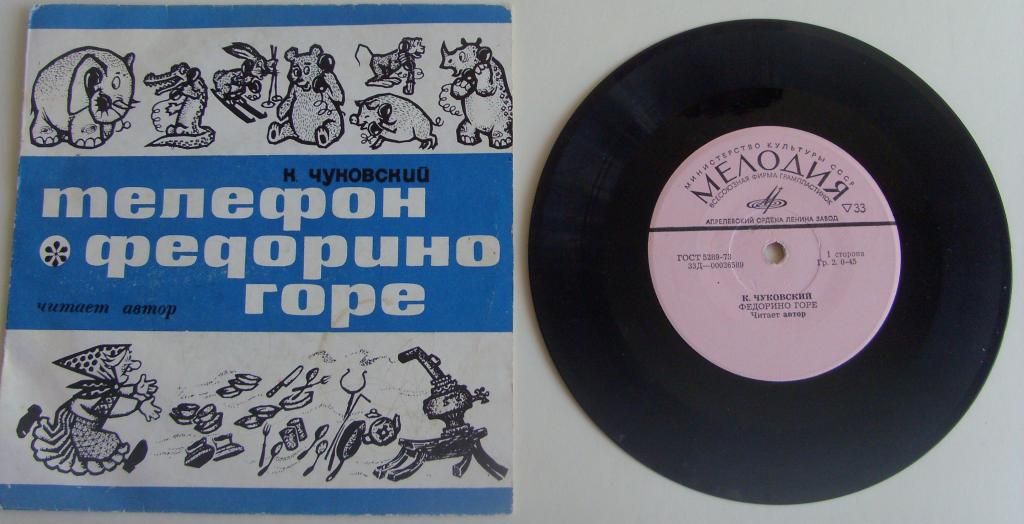 К. ЧУКОВСКИЙ
телефон
федорино
горе
читает автор
МИНИСТЕРСТВО КУЛЬТУРЫ СССР
МЕЛОДИЯ
ВСЕСОЮЗНАЯ ФИРМА ГРАМПЛАСТИНОК
33
АПРЕЛЕВСКИЙ ОРДЕНА ЛЕНИНА ЗАВОД
ГОСТ 5289-73
33Д—00026589
1 сторона
Гр. 2. 0-45
К. ЧУКОВСКИЙ
ФЕДОРИНО ГОРЕ
Читает автор